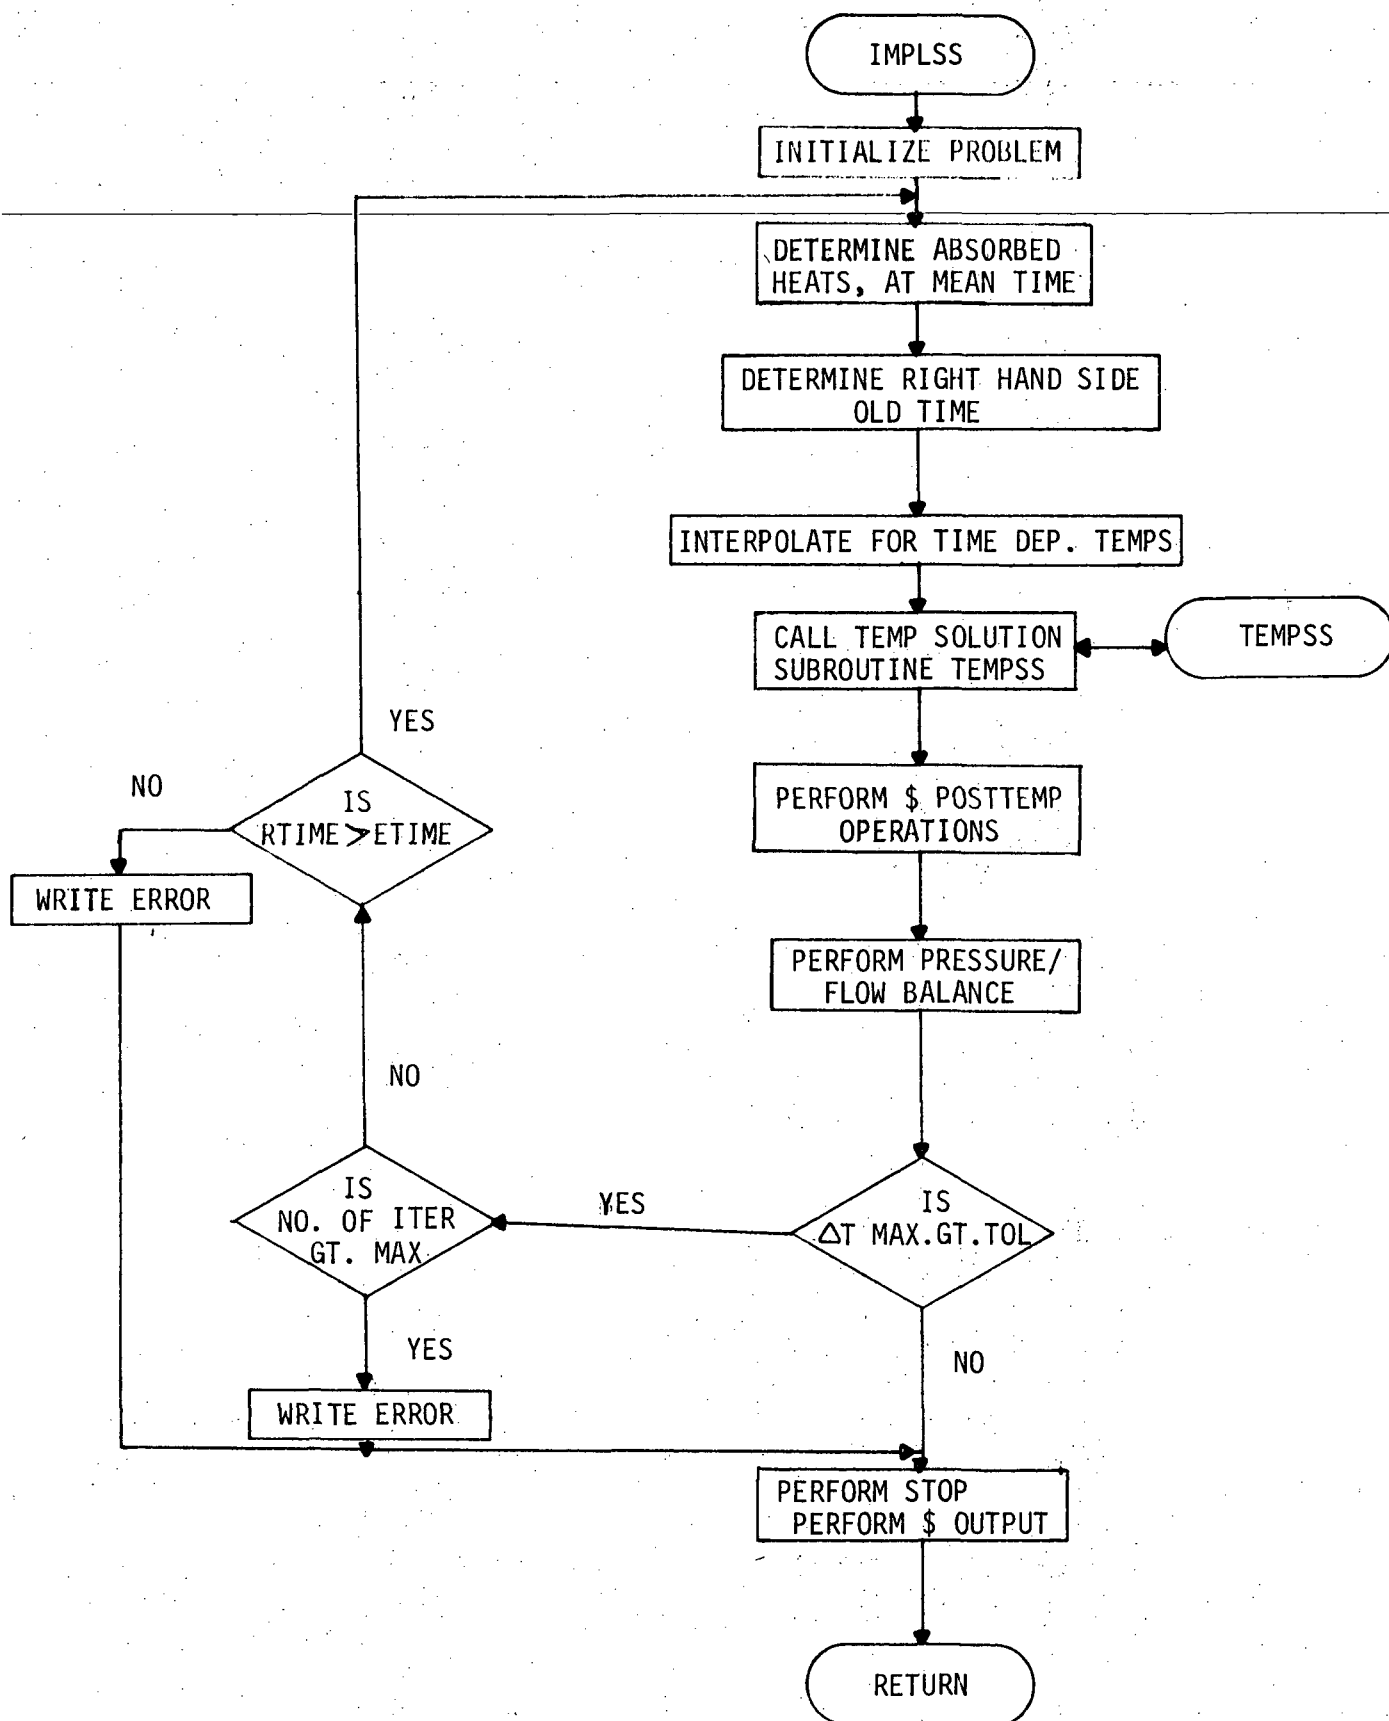 IMPLSS
INITIALIZE PROBLEM
DETERMINE ABSORBED
HEATS, AT MEAN TIME
DETERMINE RIGHT HAND SIDE
OLD TIME
INTERPOLATE FOR TIME DEP. TEMPS
CALL TEMP SOLUTION
SUBROUTINE TEMPSS
TEMPSS
PERFORM $ POSTTEMP
OPERATIONS
PERFORM PRESSURE/
FLOW BALANCE
IS
ΔT MAX.GT.TOL
YES
NO
IS
NO. OF ITER
GT. MAX
NO
YES
WRITE ERROR
IS
RTIME > ETIME
YES
NO
WRITE ERROR
PERFORM STOP
PERFORM $ OUTPUT
RETURN